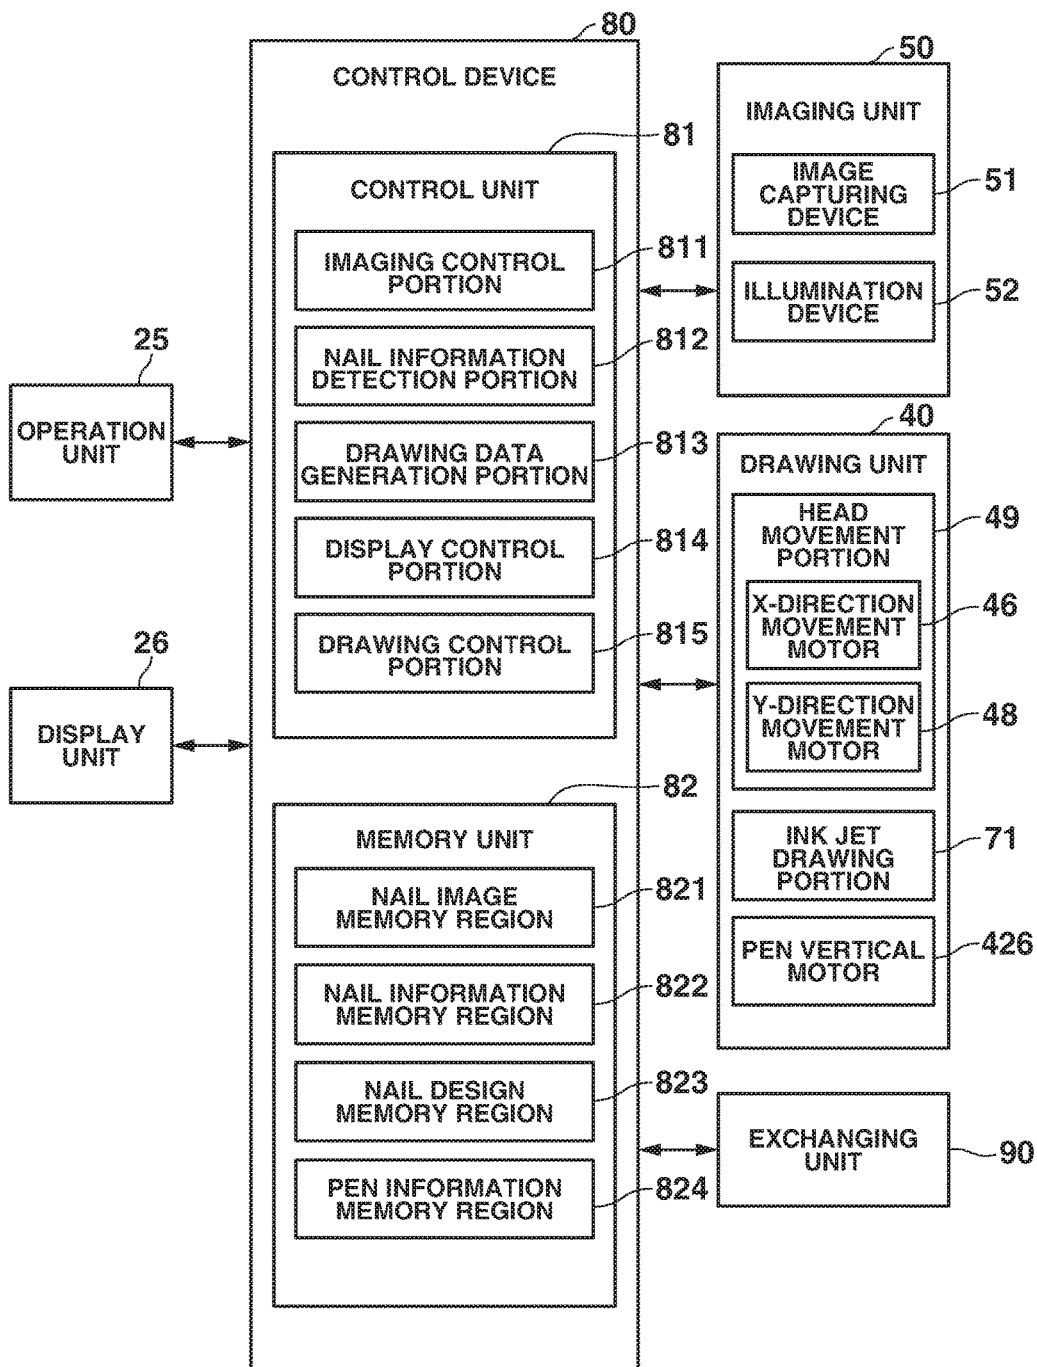 80
CONTROL DEVICE
81
CONTROL UNIT
IMAGING CONTROL
PORTION
811
NAIL INFORMATION
DETECTION PORTION
812
DRAWING DATA
GENERATION PORTION
813
DISPLAY CONTROL
PORTION
814
DRAWING CONTROL
PORTION
815
82
MEMORY UNIT
NAIL IMAGE
MEMORY REGION
821
NAIL INFORMATION
MEMORY REGION
822
NAIL DESIGN
MEMORY REGION
823
PEN INFORMATION
MEMORY REGION
824
25
OPERATION
UNIT
26
DISPLAY
UNIT
50
IMAGING UNIT
IMAGE
CAPTURING
DEVICE
51
ILLUMINATION
DEVICE
52
40
DRAWING UNIT
HEAD
MOVEMENT
PORTION
49
X-DIRECTION
MOVEMENT
MOTOR
46
Y-DIRECTION
MOVEMENT
MOTOR
48
INK JET
DRAWING
PORTION
71
PEN VERTICAL
MOTOR
426
EXCHANGING
UNIT
90